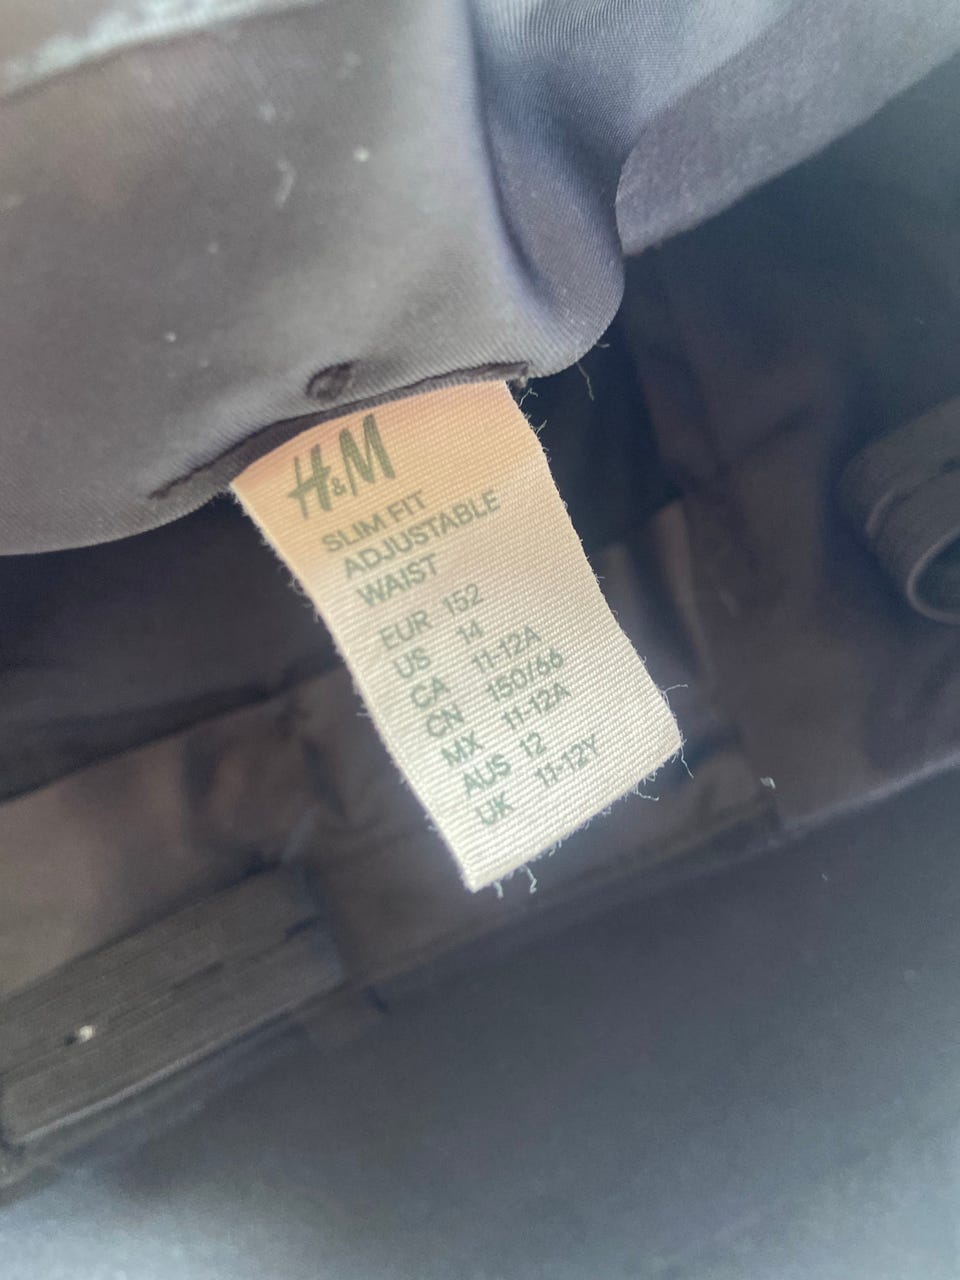 H&M
SLIM FIT
ADJUSTABLE
WAIST
EUR 152
US 14
CA 11-12A
CN 150/66
MX 11-12A
AUS 12
UK 11-12Y